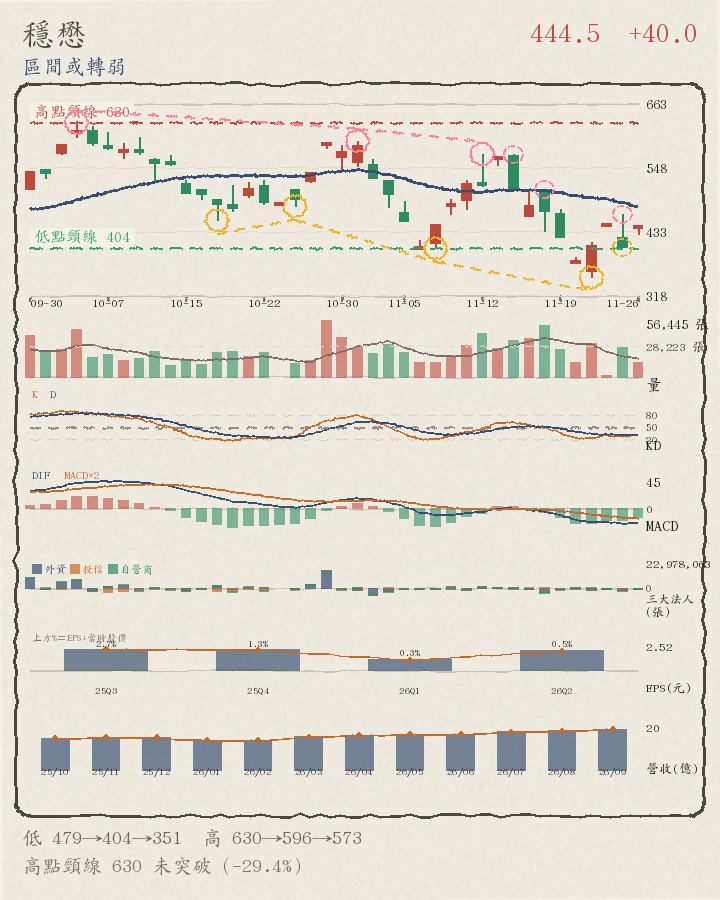 穩懋
444.5 +40.0
區間或轉弱
高點頸線 630
663
548
低點頸線 404
433
318
09-30 10-07 10-15 10-22 10-30 11-05 11-12 11-19 11-26
56,445 張
28,223 張
量
K D
80
50
20
KD
DIF MACD×2
45
0
MACD
外資 投信 自營商
22,978,063
0
三大法人
(張)
上方%=EPS÷當時股價
2.7% 1.3% 0.3% 0.5%
2.52
25Q3 25Q4 26Q1 26Q2
EPS(元)
20
25/10 25/11 25/12 26/01 26/02 26/03 26/04 26/05 26/06 26/07 26/08 26/09
營收(億)
低 479→404→351 高 630→596→573
高點頸線 630 未突破 (-29.4%)